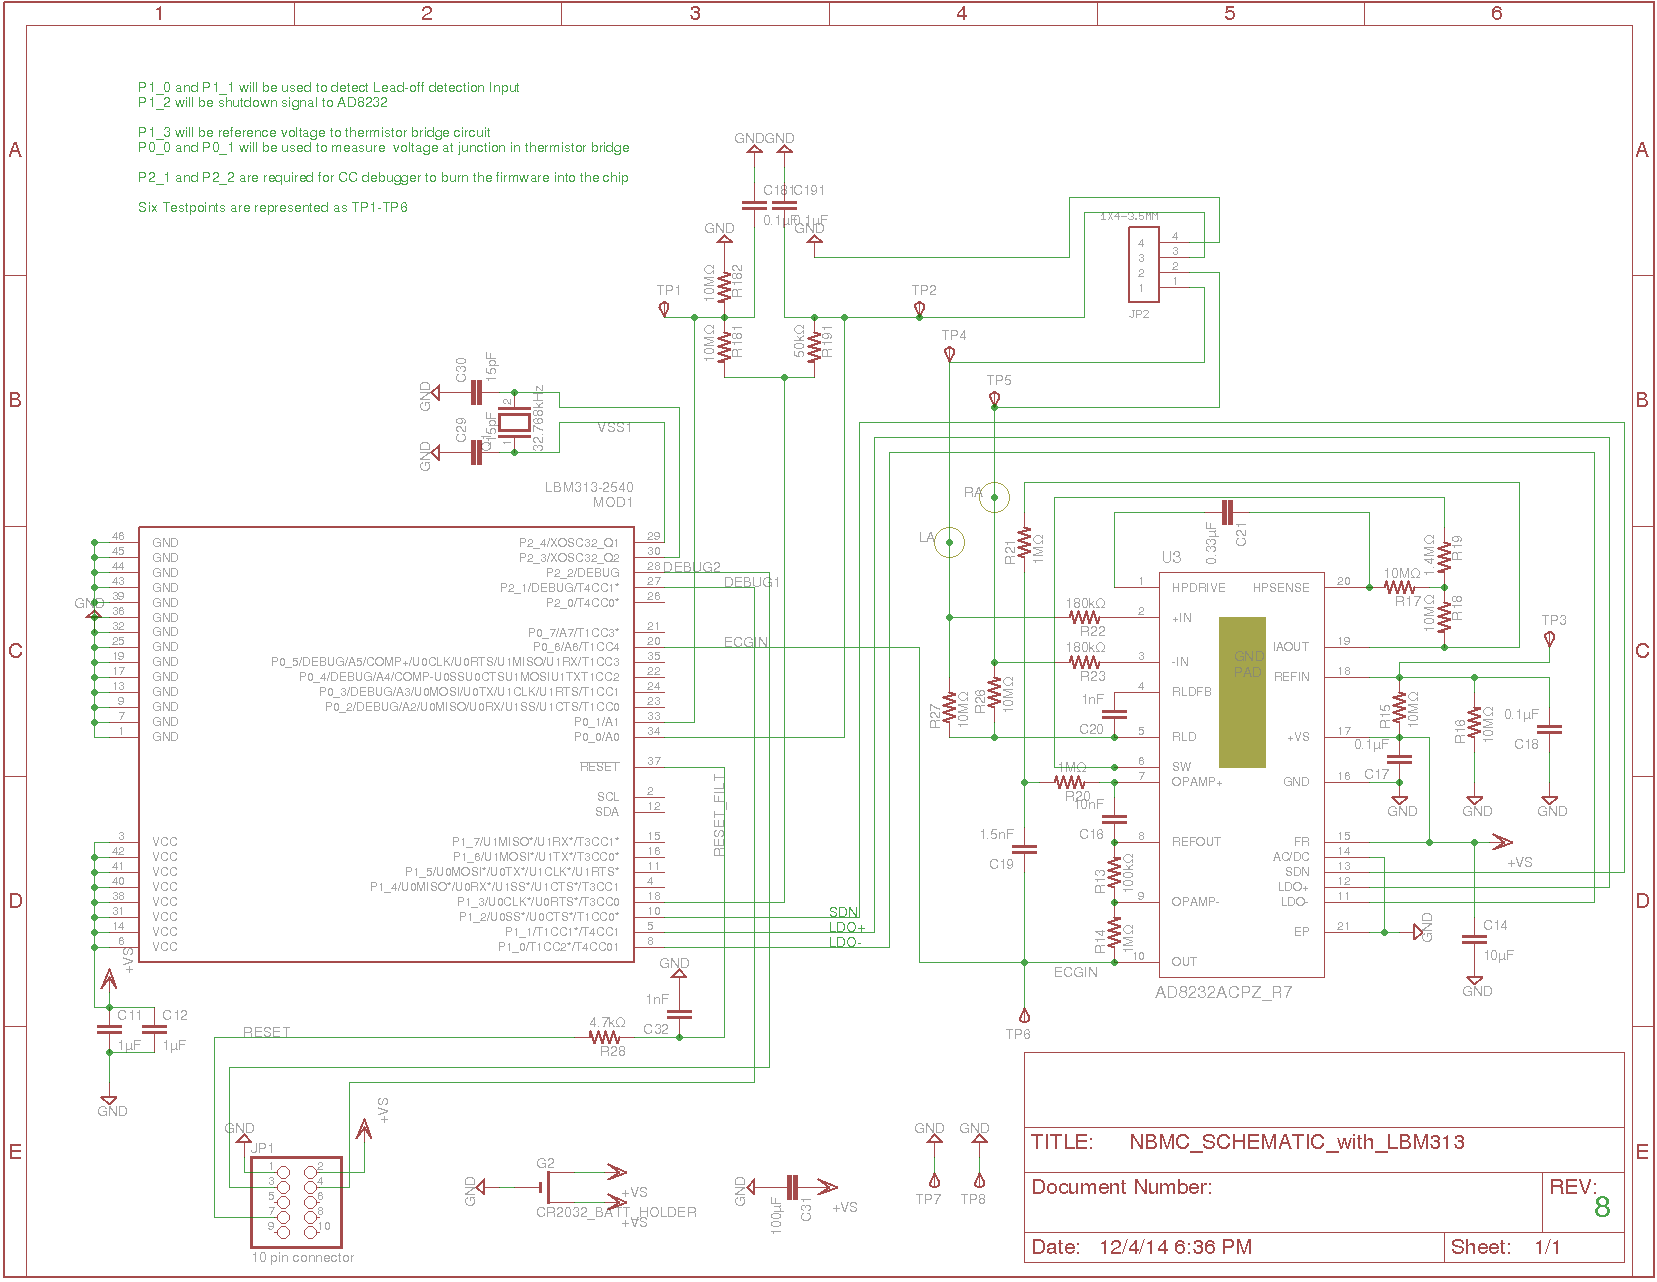 1 2 3 4 5 6
A A
B B
C C
D D
E E
P1_0 and P1_1 will be used to detect Lead-off detection Input
P1_2 will be shutdown signal to AD8232
P1_3 will be reference voltage to thermistor bridge circuit
P0_0 and P0_1 will be used to measure voltage at junction in thermistor bridge
P2_1 and P2_2 are required for CC debugger to burn the firmware into the chip
Six Testpoints are represented as TP1-TP6
GND GND
C181 C191
0.1µF 0.1µF
GND GND
10MΩ R182
TP1
10MΩ R181
50kΩ R191
TP2
TP4
TP5
1X4-3.5MM
4 4
3 3
2 2
1 1
JP2
GND C30 15pF
GND C29 15pF
Q1 2 1 32.768kHz
VSS1
LBM313-2540
MOD1
46 GND P2_4/XOSC32_Q1 29
45 GND P2_3/XOSC32_Q2 30
44 GND P2_2/DEBUG 28 DEBUG2
43 GND P2_1/DEBUG/T4CC1* 27 DEBUG1
39 GND P2_0/T4CC0* 26
GND
36 GND
32 GND P0_7/A7/T1CC3* 21
25 GND P0_6/A6/T1CC4 20 ECGIN
19 GND P0_5/DEBUG/A5/COMP+/U0CLK/U0RTS/U1MISO/U1RX/T1CC3 35
17 GND P0_4/DEBUG/A4/COMP-U0SSU0CTSU1MOSIU1TXT1CC2 22
13 GND P0_3/DEBUG/A3/U0MOSI/U0TX/U1CLK/U1RTS/T1CC1 24
9 GND P0_2/DEBUG/A2/U0MISO/U0RX/U1SS/U1CTS/T1CC0 23
7 GND P0_1/A1 33
1 GND P0_0/A0 34
RESET 37
SCL 2
SDA 12
RESET_FILT
3 VCC P1_7/U1MISO*/U1RX*/T3CC1* 15
42 VCC P1_6/U1MOSI*/U1TX*/T3CC0* 16
41 VCC P1_5/U0MOSI*/U0TX*/U1CLK*/U1RTS* 11
40 VCC P1_4/U0MISO*/U0RX*/U1SS*/U1CTS*/T3CC1 4
38 VCC P1_3/U0CLK*/U0RTS*/T3CC0 18
31 VCC P1_2/U0SS*/U0CTS*/T1CC0* 10 SDN
14 VCC P1_1/T1CC1*/T4CC1 5 LDO+
6 VCC P1_0/T1CC2*/T4CC01 8 LDO-
+VS
C11 C12
1µF 1µF
GND
RESET
4.7kΩ
R28
GND
1nF
C32
RA
LA
R21 1MΩ
0.33µF C21
U3
1.4MΩ R19
10MΩ
R17
10MΩ R18
TP3
180kΩ
R22
180kΩ
R23
R27 10MΩ
R26 10MΩ
1nF
C20
1MΩ
R20
10nF
C16
1.5nF
C19
R13 100kΩ
R14 1MΩ
ECGIN
TP6
GND
PAD
1 HPDRIVE HPSENSE 20
2 +IN
3 -IN IAOUT 19
4 RLDFB REFIN 18
5 RLD +VS 17
6 SW
7 OPAMP+ GND 16
8 REFOUT FR 15
AC/DC 14
SDN 13
LDO+ 12
9 OPAMP- LDO- 11
EP 21
10 OUT
AD8232ACPZ_R7
R15 10MΩ
R16 10MΩ
0.1µF
C18
0.1µF
C17
GND GND GND
+VS
GND
C14
10µF
GND
GND
JP1
+VS
1 2
3 4
5 6
7 8
9 10
10 pin connector
GND
G2
+VS
+VS
CR2032_BATT_HOLDER
GND
100µF C31
+VS
GND GND
TP7 TP8
TITLE: NBMC_SCHEMATIC_with_LBM313
Document Number:
REV:
8
Date: 12/4/14 6:36 PM
Sheet: 1/1